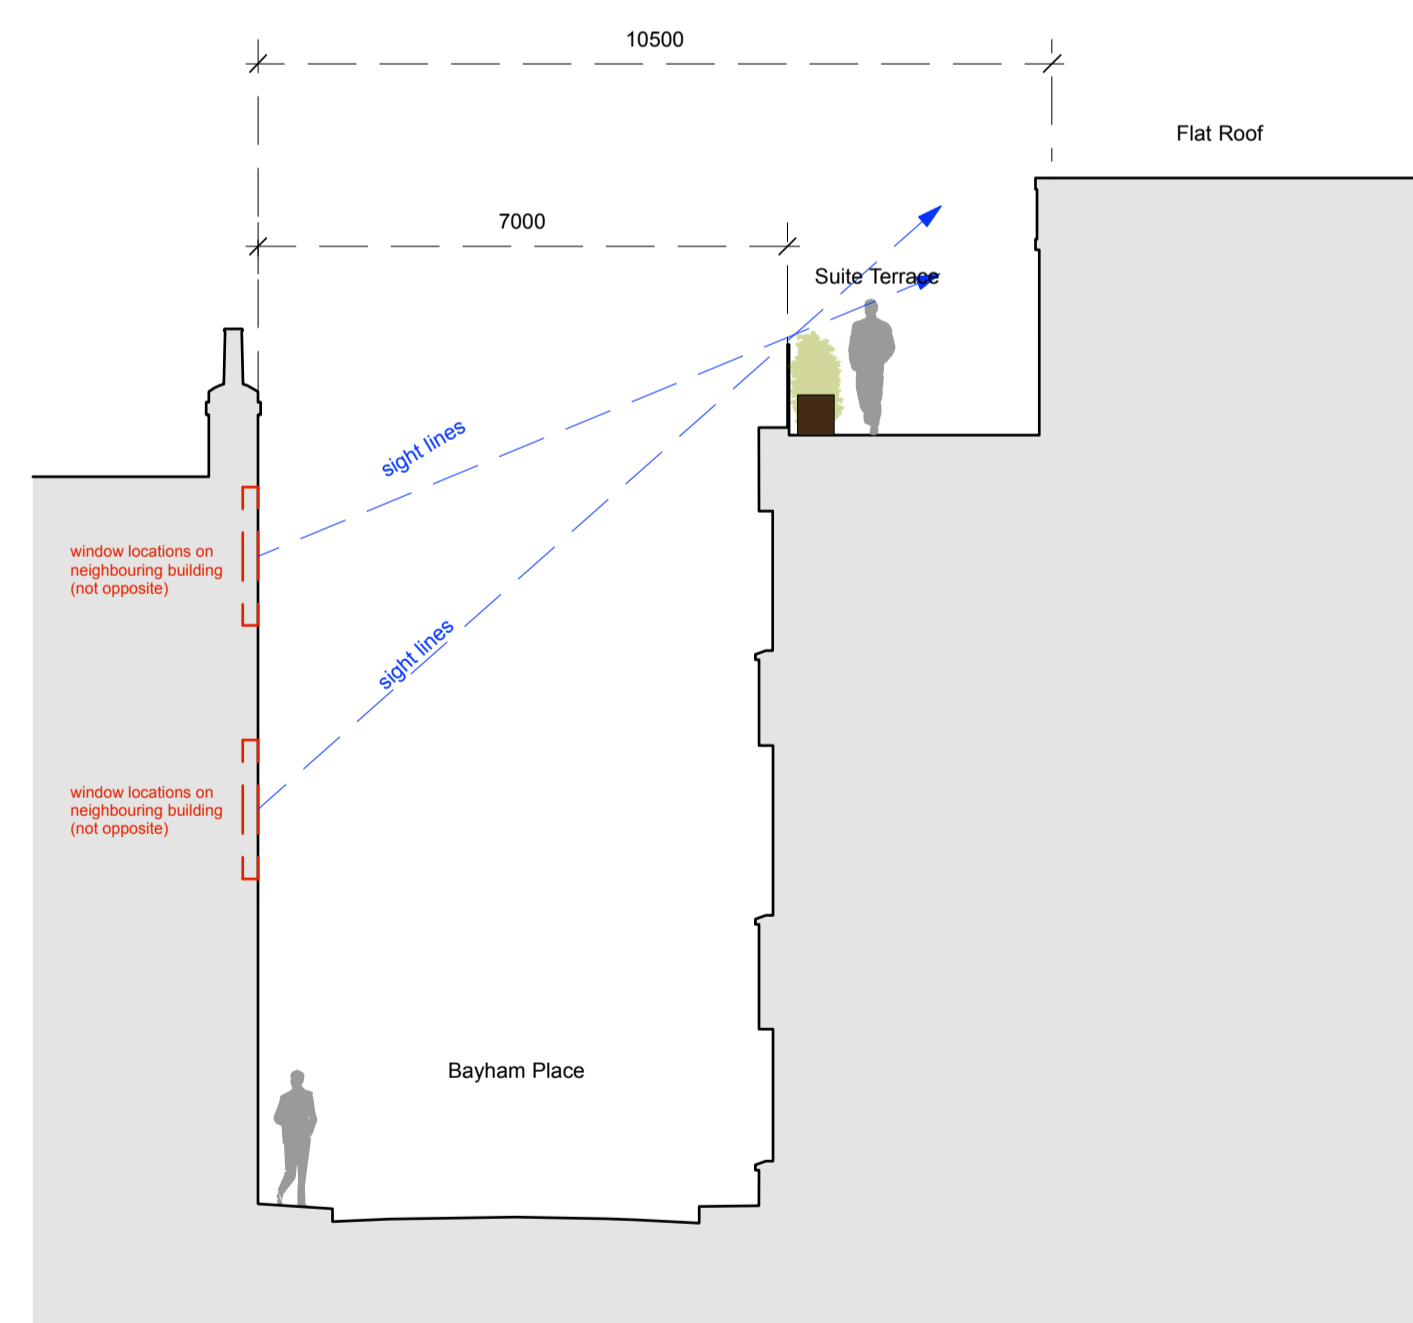 10500
Flat Roof
7000
Suite Terrace
sight lines
window locations on
neighbouring building
(not opposite)
sight lines
window locations on
neighbouring building
(not opposite)
Bayham Place